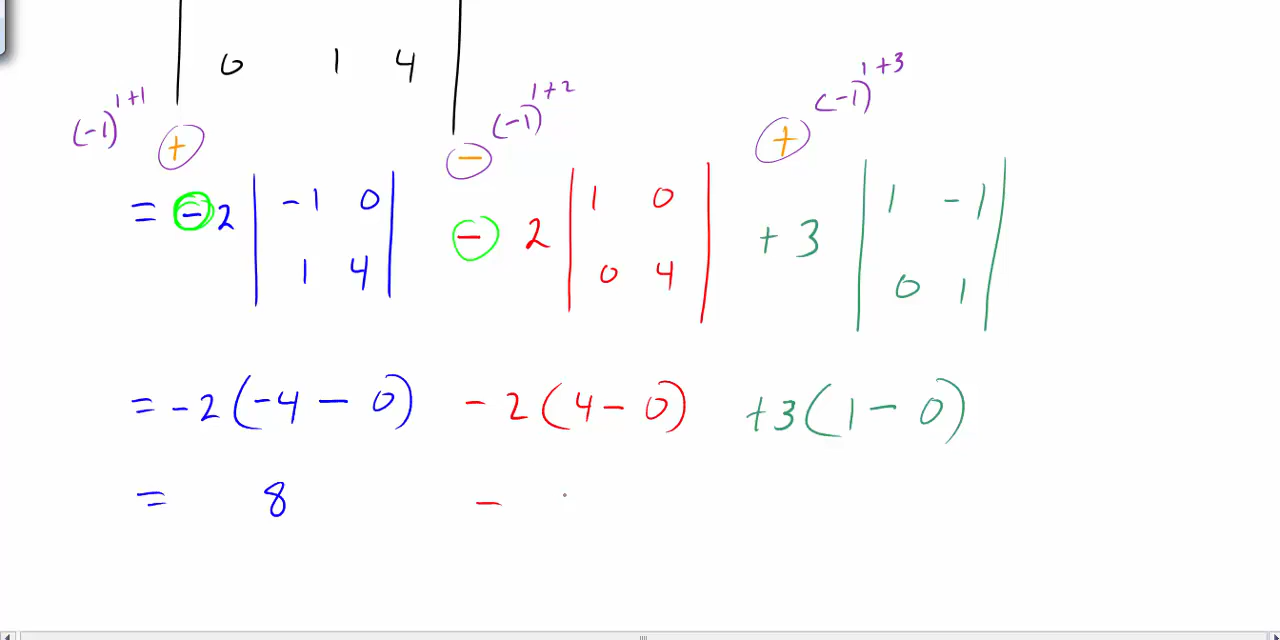 0 1 4
(-1)^{1+1} (-1)^{1+2} (-1)^{1+3}
+ − +
= -2 | -1 0 | - 2 | 1 0 | + 3 | 1 -1 |
| 1 4 | | 0 4 | | 0 1 |
= -2 (-4 - 0) - 2 (4 - 0) +3 (1 - 0)
= 8 -